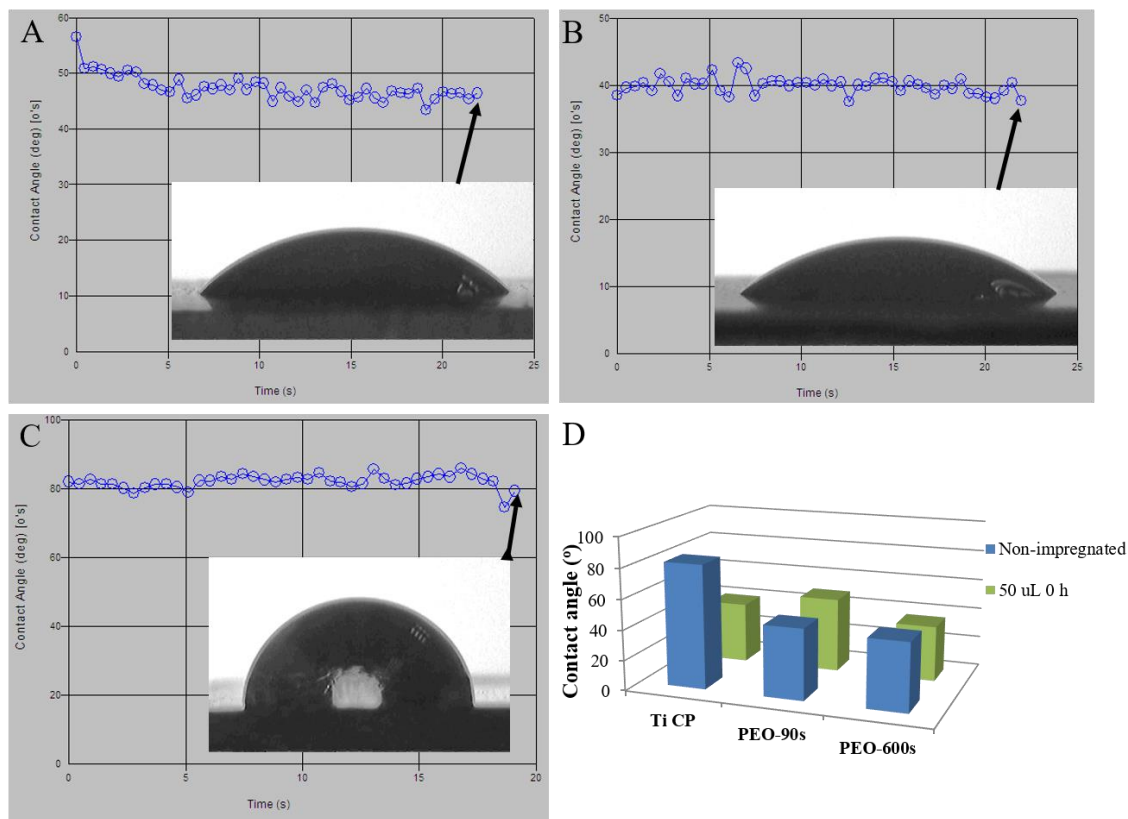 A
60
50
40
30
20
10
0
Contact Angle (deg) [o's]
0 5 10 15 20 25
Time (s)
B
50
40
30
20
10
0
Contact Angle (deg) [o's]
0 5 10 15 20 25
Time (s)
C
100
80
60
40
20
0
Contact Angle (deg) [o's]
0 5 10 15 20
Time (s)
D
100
80
60
40
20
0
Contact angle (º)
Ti CP
PEO-90s
PEO-600s
Non-impregnated
50 uL 0 h